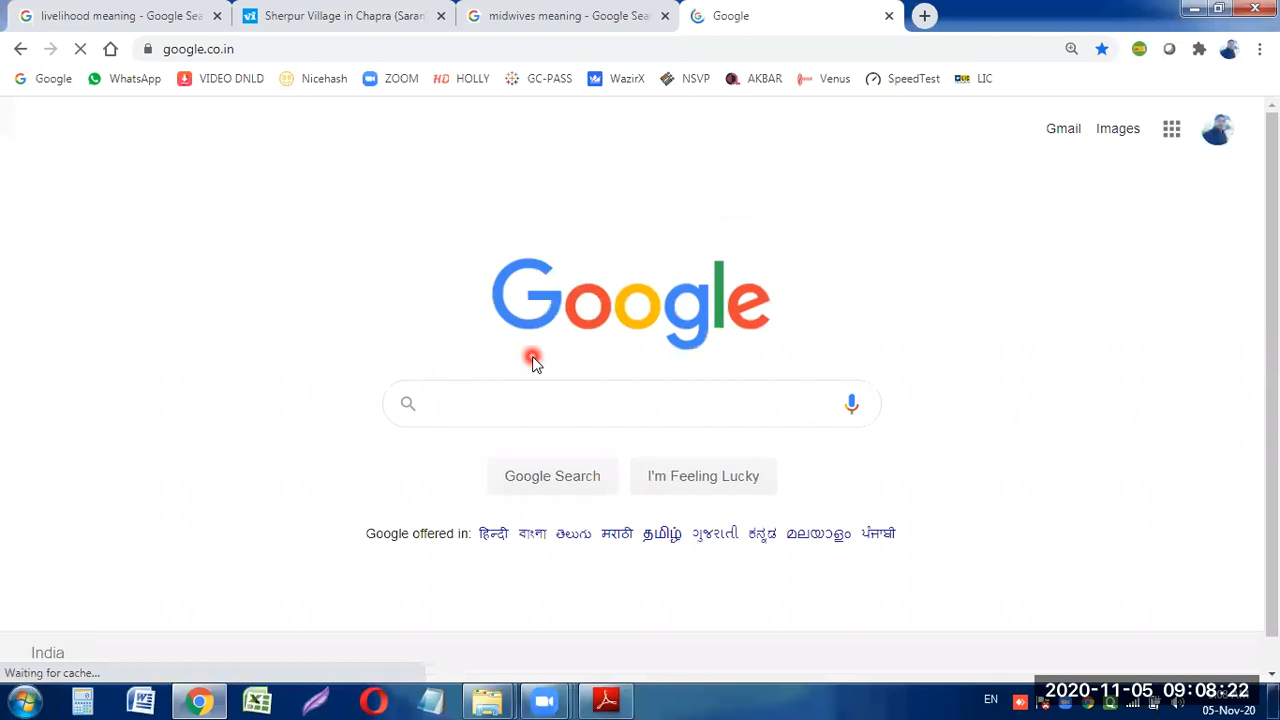 livelihood meaning - Google Se
Sherpur Village in Chapra (Saran
midwives meaning - Google Sea
Google
google.co.in
Google
WhatsApp
VIDEO DNLD
Nicehash
ZOOM
HD HOLLY
GC-PASS
WazirX
NSVP
AKBAR
Venus
SpeedTest
LIC
Gmail
Images
Google
Google Search
I'm Feeling Lucky
Google offered in: हिन्दी বাংলা తెలుగు मराठी தமிழ் ગુજરાતી ಕನ್ನಡ മലയാളം ਪੰਜਾਬੀ
India
Waiting for cache...
EN
2020-11-05 09:08:22
05-Nov-20